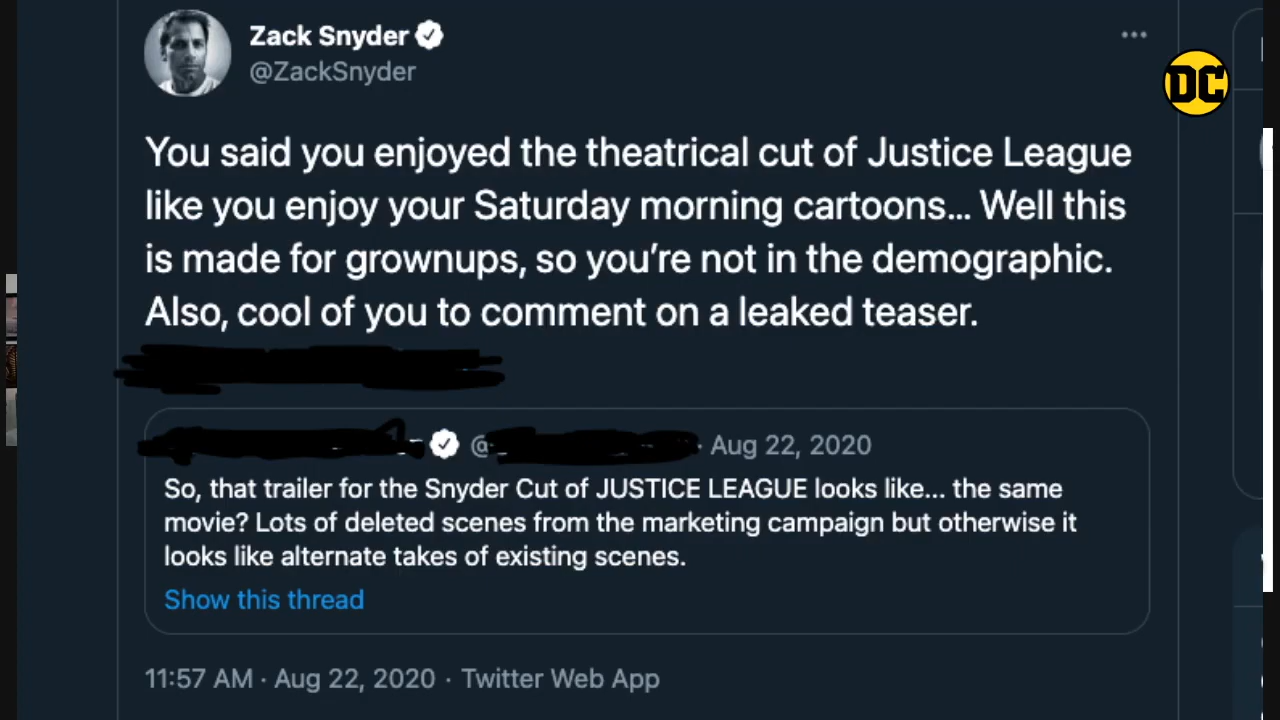 Zack Snyder
@ZackSnyder
DC
You said you enjoyed the theatrical cut of Justice League
like you enjoy your Saturday morning cartoons... Well this
is made for grownups, so you're not in the demographic.
Also, cool of you to comment on a leaked teaser.
@ · Aug 22, 2020
So, that trailer for the Snyder Cut of JUSTICE LEAGUE looks like... the same
movie? Lots of deleted scenes from the marketing campaign but otherwise it
looks like alternate takes of existing scenes.
Show this thread
11:57 AM · Aug 22, 2020 · Twitter Web App